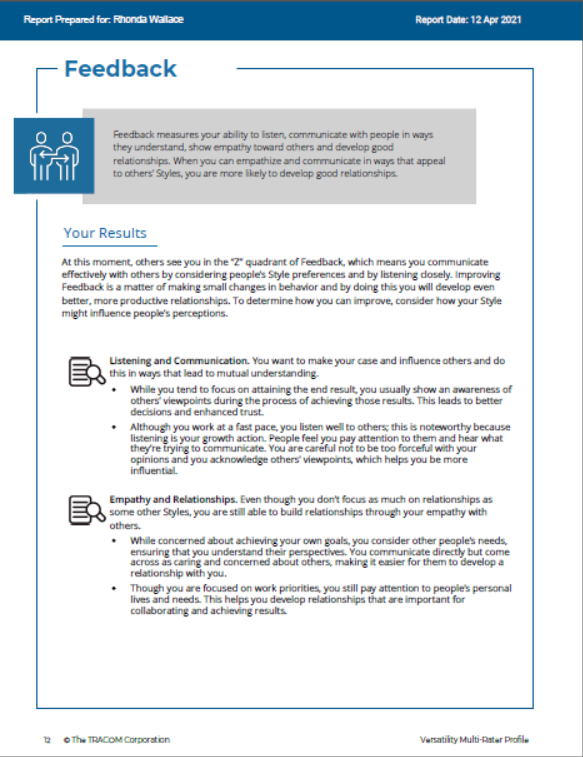 Report Prepared for: Rhonda Wallace
Report Date: 12 Apr 2021
Feedback
Feedback measures your ability to listen, communicate with people in ways
they understand, show empathy toward others and develop good
relationships. When you can empathize and communicate in ways that appeal
to others' Styles, you are more likely to develop good relationships.
Your Results
At this moment, others see you in the "Z" quadrant of Feedback, which means you communicate
effectively with others by considering people's Style preferences and by listening closely. Improving
Feedback is a matter of making small changes in behavior and by doing this you will develop even
better, more productive relationships. To determine how you can improve, consider how your Style
might influence people's perceptions.
Listening and Communication. You want to make your case and influence others and do
this in ways that lead to mutual understanding.
• While you tend to focus on attaining the end result, you usually show an awareness of
others' viewpoints during the process of achieving those results. This leads to better
decisions and enhanced trust.
• Although you work at a fast pace, you listen well to others; this is noteworthy because
listening is your growth action. People feel you pay attention to them and hear what
they're trying to communicate. You are careful not to be too forceful with your
opinions and you acknowledge others' viewpoints, which helps you be more
influential.
Empathy and Relationships. Even though you don't focus as much on relationships as
some other Styles, you are still able to build relationships through your empathy with
others.
• While concerned about achieving your own goals, you consider other people's needs,
ensuring that you understand their perspectives. You communicate directly but come
across as caring and concerned about others, making it easier for them to develop a
relationship with you.
• Though you are focused on work priorities, you still pay attention to people's personal
lives and needs. This helps you develop relationships that are important for
collaborating and achieving results.
12 © The TRACOM Corporation
Versatility Multi-Rater Profile